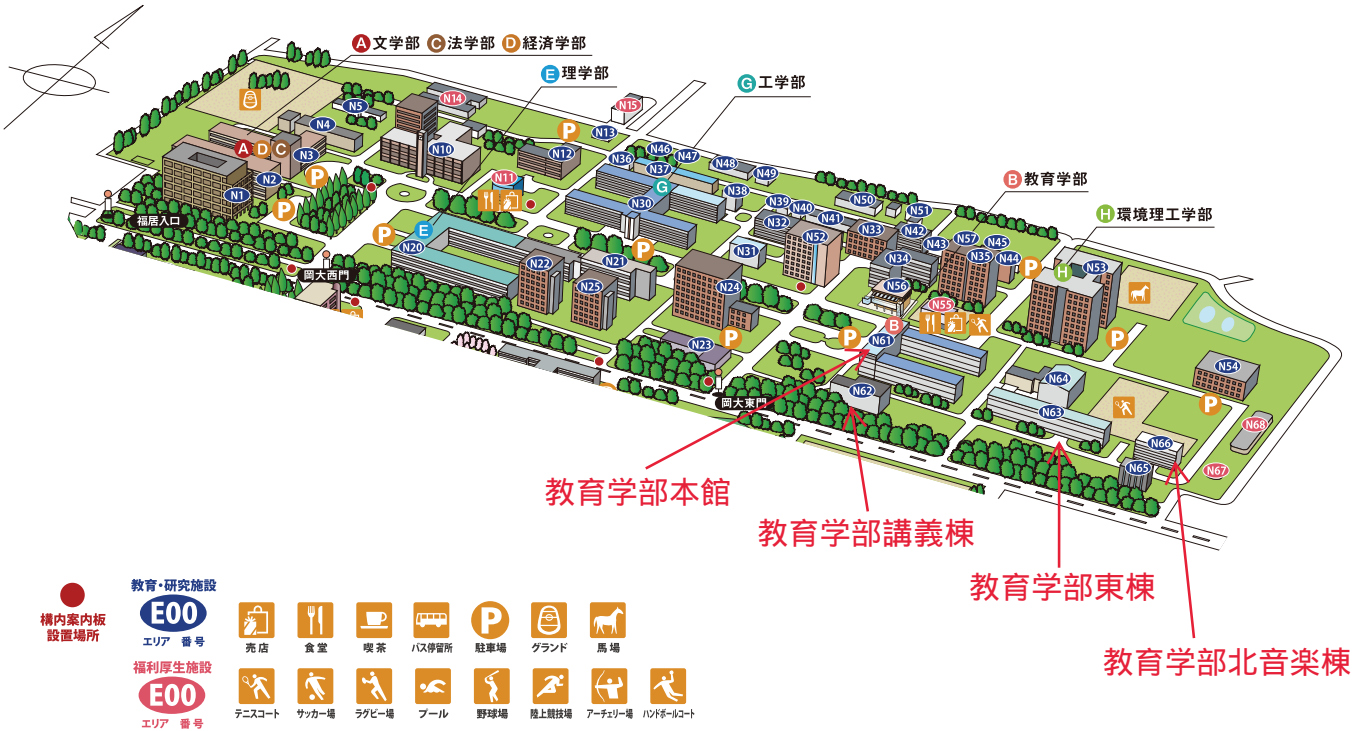 A 文学部 C 法学部 D 経済学部
E 理学部
G 工学部
B 教育学部
H 環境理工学部
N5
N14
N15
N4
N13
P
N3
A D C
N10
N12
N36
N46
N47
N37
N48
N49
N1
N2
P
P
N11
G
N30
N38
N39
N40
N41
N50
N51
N42
福居入口
P
E
N20
P
N32
N52
N33
N43
N57
N45
N35
N44
N31
N34
N22
N21
N25
N24
N56
P
H
N53
岡大西門
N55
B
P
P
N61
P
N23
N54
N62
N64
N63
P
岡大東門
N68
N66
N65
N67
教育学部本館
教育学部講義棟
教育学部東棟
教育学部北音楽棟
構内案内板
設置場所
教育・研究施設
E00
エリア 番号
福利厚生施設
E00
エリア 番号
P
売店 食堂 喫茶 バス停留所 駐車場 グランド 馬場
テニスコート サッカー場 ラグビー場 プール 野球場 陸上競技場 アーチェリー場 ハンドボールコート